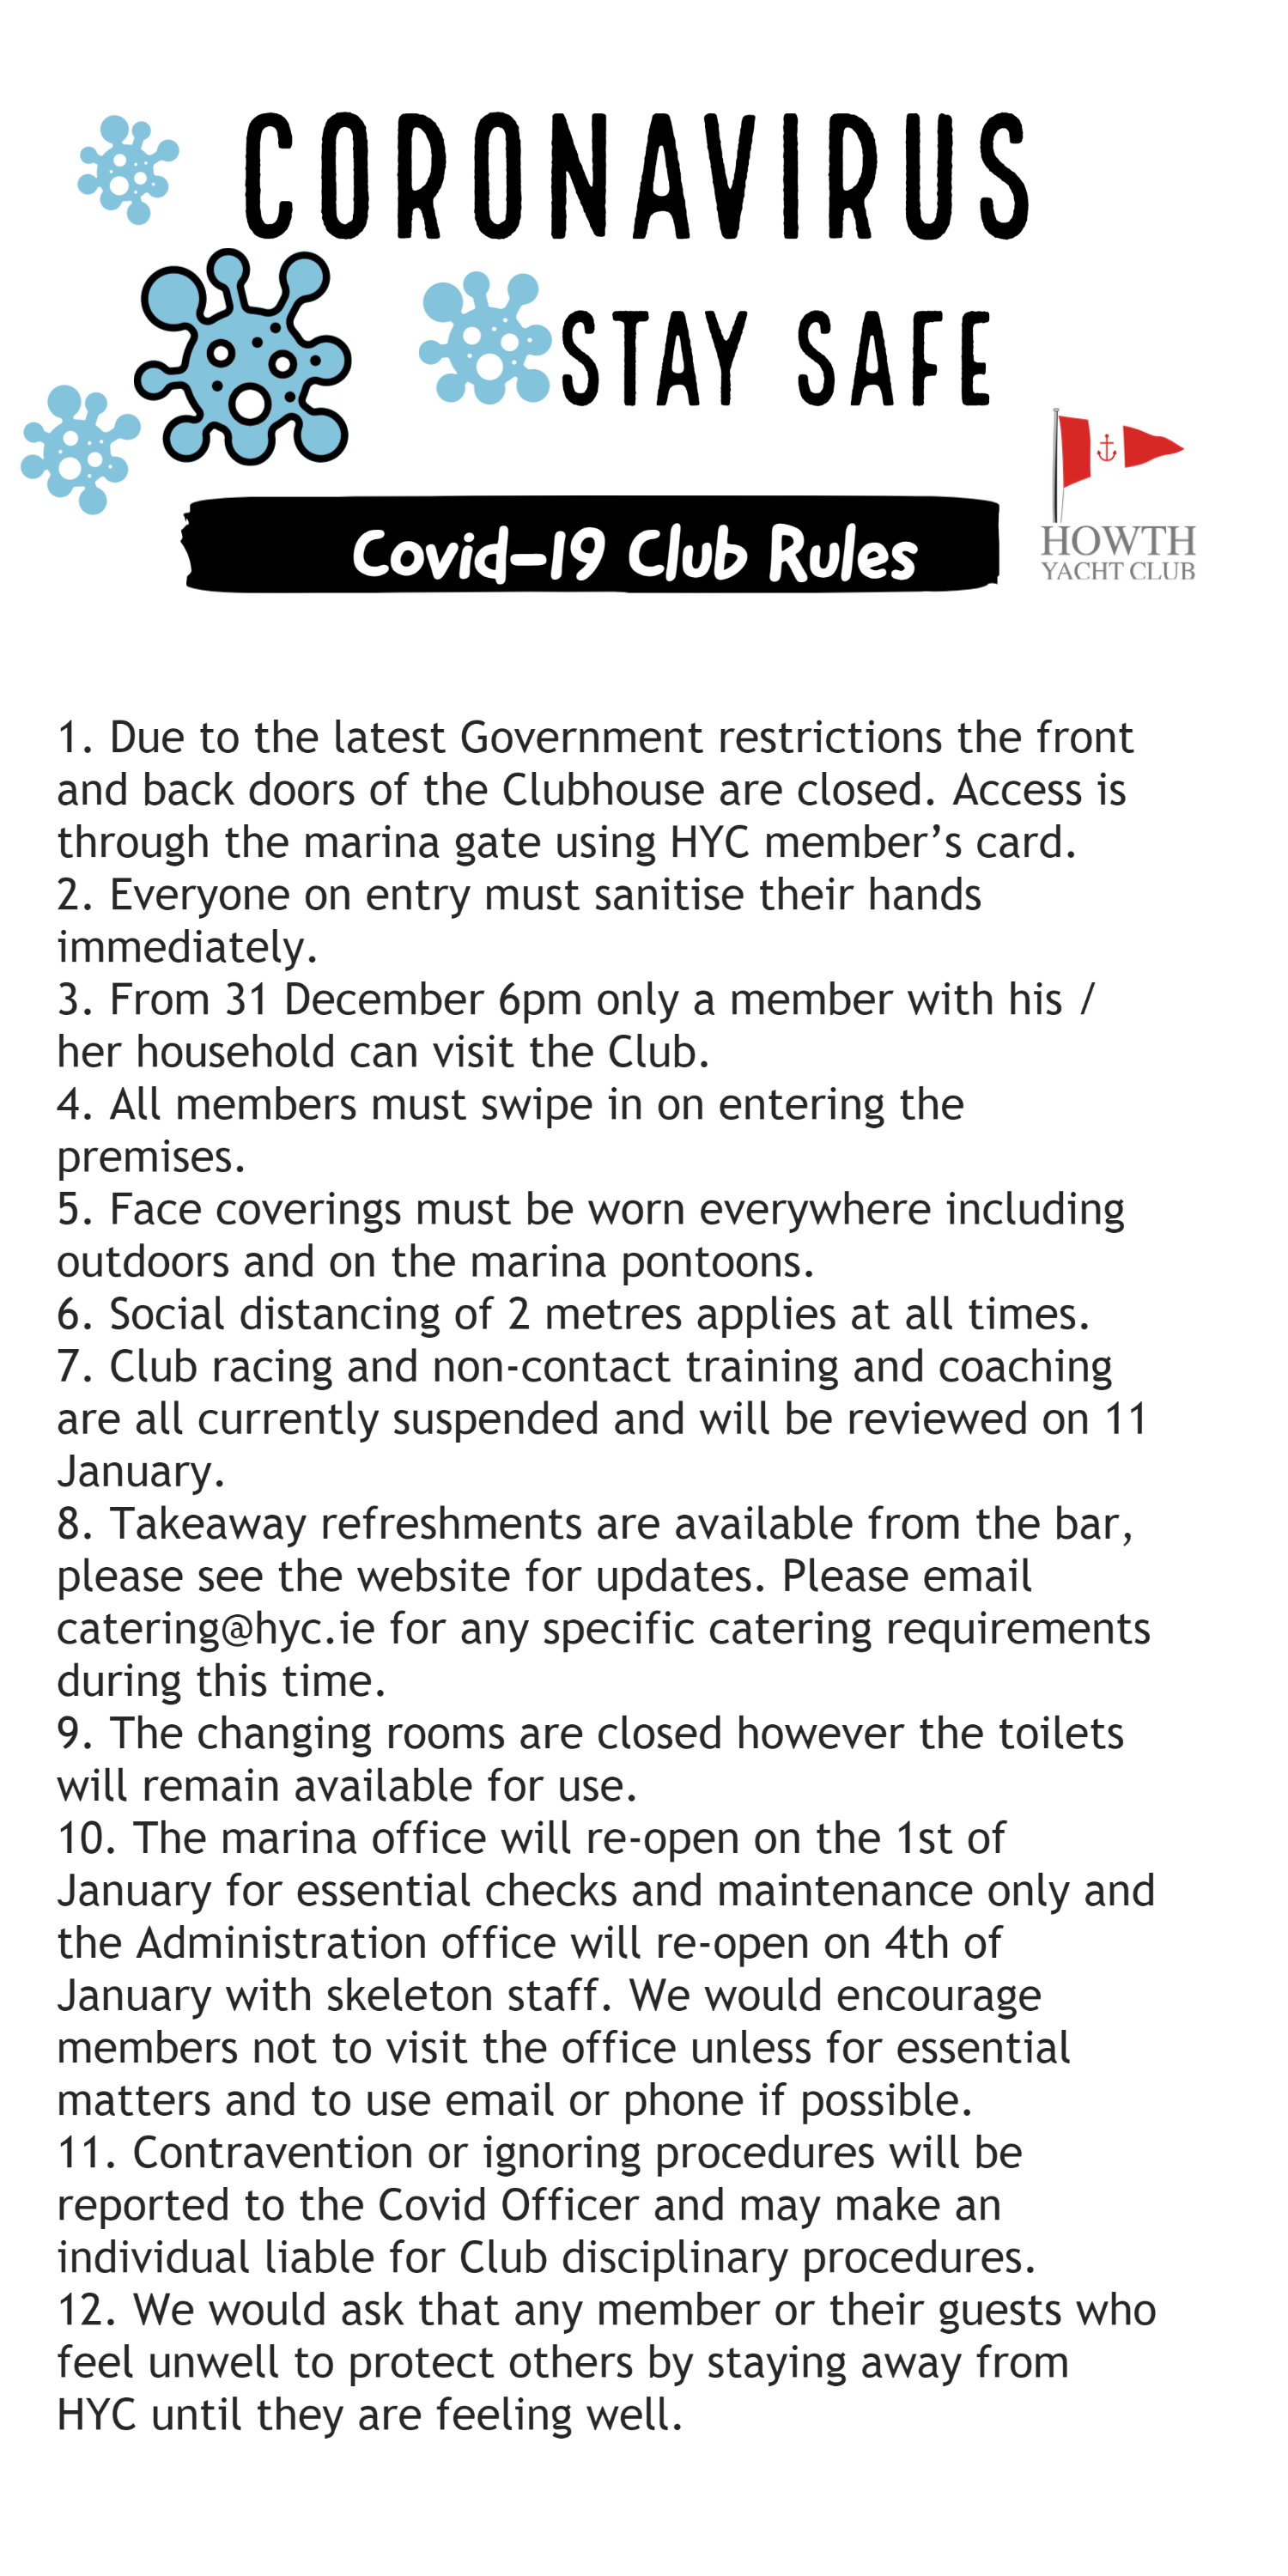 CORONAVIRUS
STAY SAFE
HOWTH
YACHT CLUB
Covid-19 Club Rules
1. Due to the latest Government restrictions the front
and back doors of the Clubhouse are closed. Access is
through the marina gate using HYC member’s card.
2. Everyone on entry must sanitise their hands
immediately.
3. From 31 December 6pm only a member with his /
her household can visit the Club.
4. All members must swipe in on entering the
premises.
5. Face coverings must be worn everywhere including
outdoors and on the marina pontoons.
6. Social distancing of 2 metres applies at all times.
7. Club racing and non-contact training and coaching
are all currently suspended and will be reviewed on 11
January.
8. Takeaway refreshments are available from the bar,
please see the website for updates. Please email
catering@hyc.ie for any specific catering requirements
during this time.
9. The changing rooms are closed however the toilets
will remain available for use.
10. The marina office will re-open on the 1st of
January for essential checks and maintenance only and
the Administration office will re-open on 4th of
January with skeleton staff. We would encourage
members not to visit the office unless for essential
matters and to use email or phone if possible.
11. Contravention or ignoring procedures will be
reported to the Covid Officer and may make an
individual liable for Club disciplinary procedures.
12. We would ask that any member or their guests who
feel unwell to protect others by staying away from
HYC until they are feeling well.